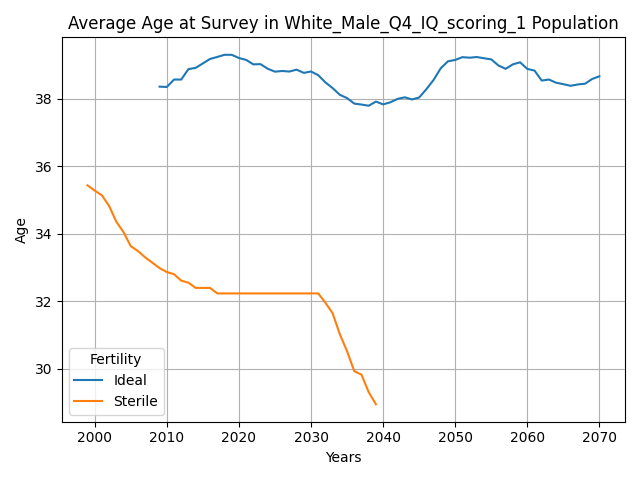 Average Age at Survey in White_Male_Q4_IQ_scoring_1 Population
Age
38
36
34
32
30
Fertility
Ideal
Sterile
2000 2010 2020 2030 2040 2050 2060 2070
Years